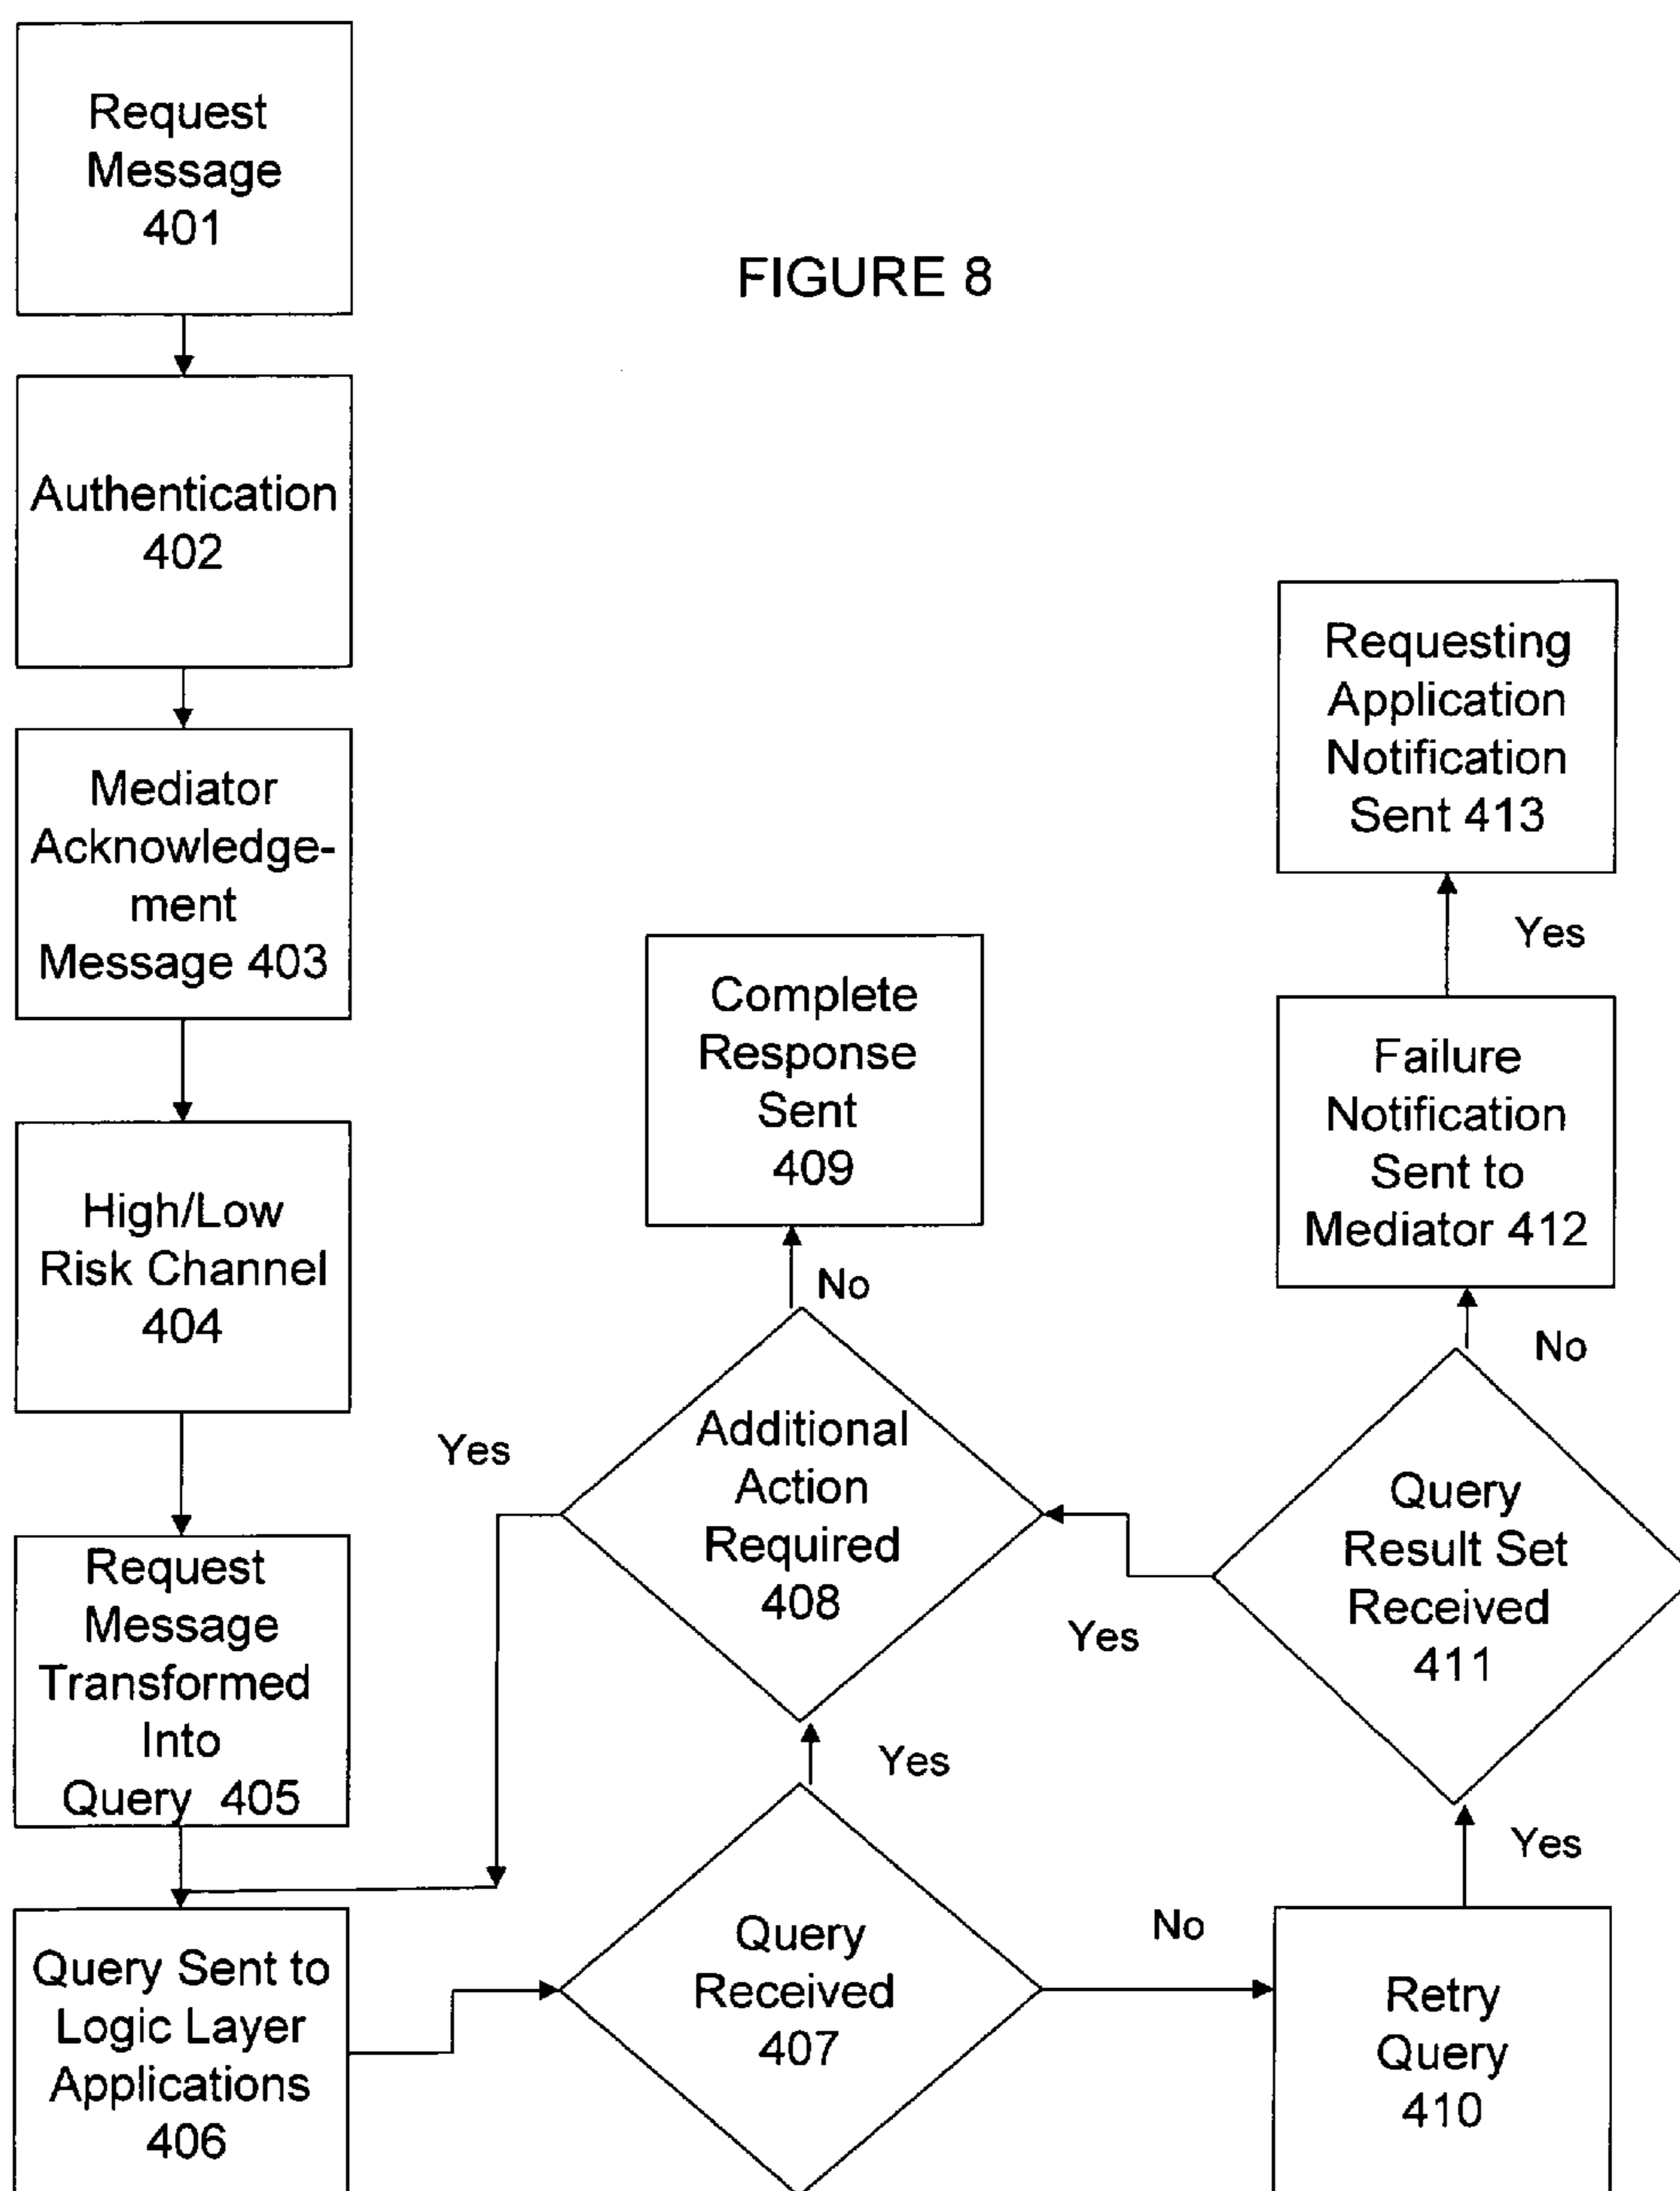 Request
Message
401
FIGURE 8
Authentication
402
Mediator
Acknowledge-
ment
Message 403
High/Low
Risk Channel
404
Request
Message
Transformed
Into
Query 405
Query Sent to
Logic Layer
Applications
406
Query
Received
407
Yes
No
Additional
Action
Required
408
Yes
No
Complete
Response
Sent
409
Retry
Query
410
Yes
Query
Result Set
Received
411
Yes
No
Failure
Notification
Sent to
Mediator 412
Yes
Requesting
Application
Notification
Sent 413